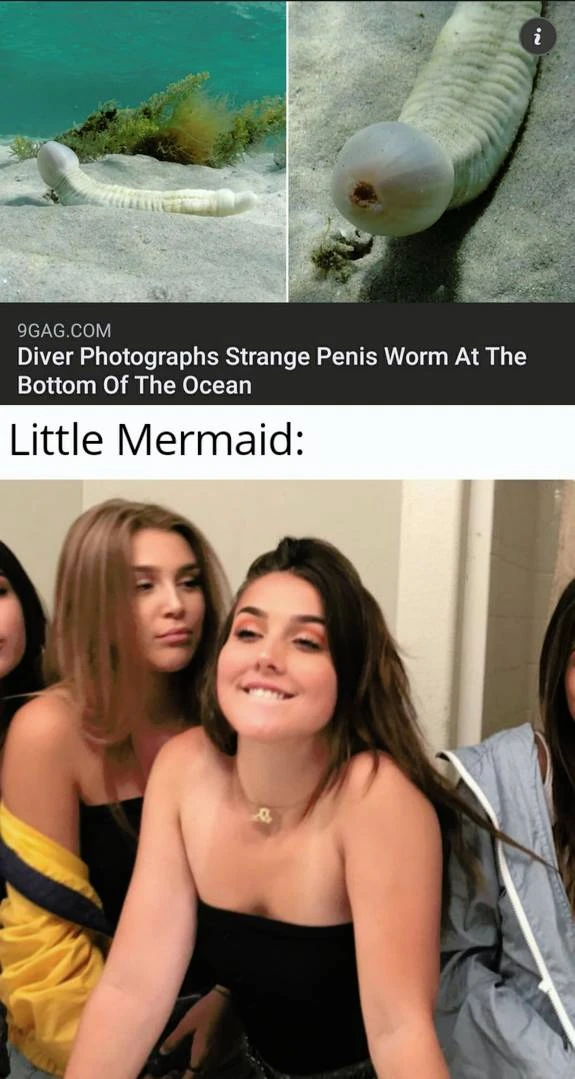 i
9GAG.COM
Diver Photographs Strange Penis Worm At The
Bottom Of The Ocean
Little Mermaid: